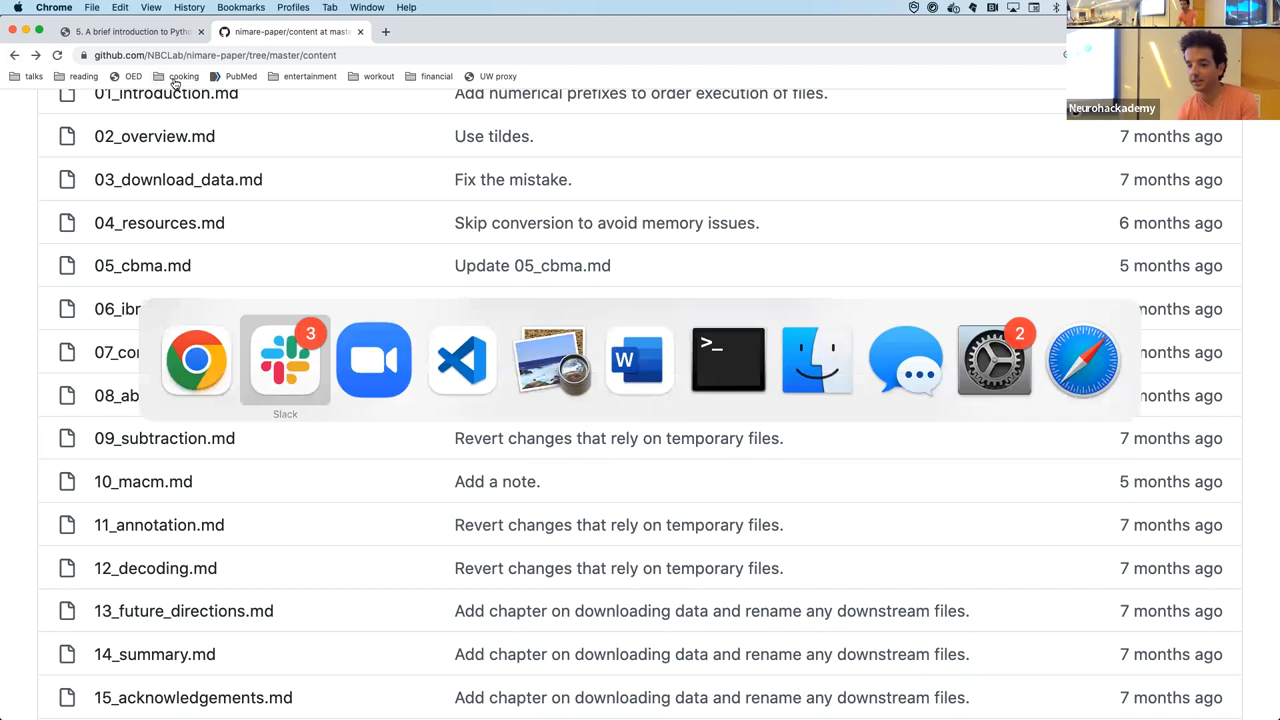 Chrome File Edit View History Bookmarks Profiles Tab Window Help
5. A brief introduction to Pytho
nimare-paper/content at mast
github.com/NBCLab/nimare-paper/tree/master/content
talks reading OED cooking PubMed entertainment workout financial UW proxy
Neurohackademy
01_introduction.md Add numerical prefixes to order execution of files.
02_overview.md Use tildes. 7 months ago
03_download_data.md Fix the mistake. 7 months ago
04_resources.md Skip conversion to avoid memory issues. 6 months ago
05_cbma.md Update 05_cbma.md 5 months ago
06_ibr
07_co
08_ab
3
W
>_
2
Slack
09_subtraction.md Revert changes that rely on temporary files. 7 months ago
10_macm.md Add a note. 5 months ago
11_annotation.md Revert changes that rely on temporary files. 7 months ago
12_decoding.md Revert changes that rely on temporary files. 7 months ago
13_future_directions.md Add chapter on downloading data and rename any downstream files. 7 months ago
14_summary.md Add chapter on downloading data and rename any downstream files. 7 months ago
15_acknowledgements.md Add chapter on downloading data and rename any downstream files. 7 months ago